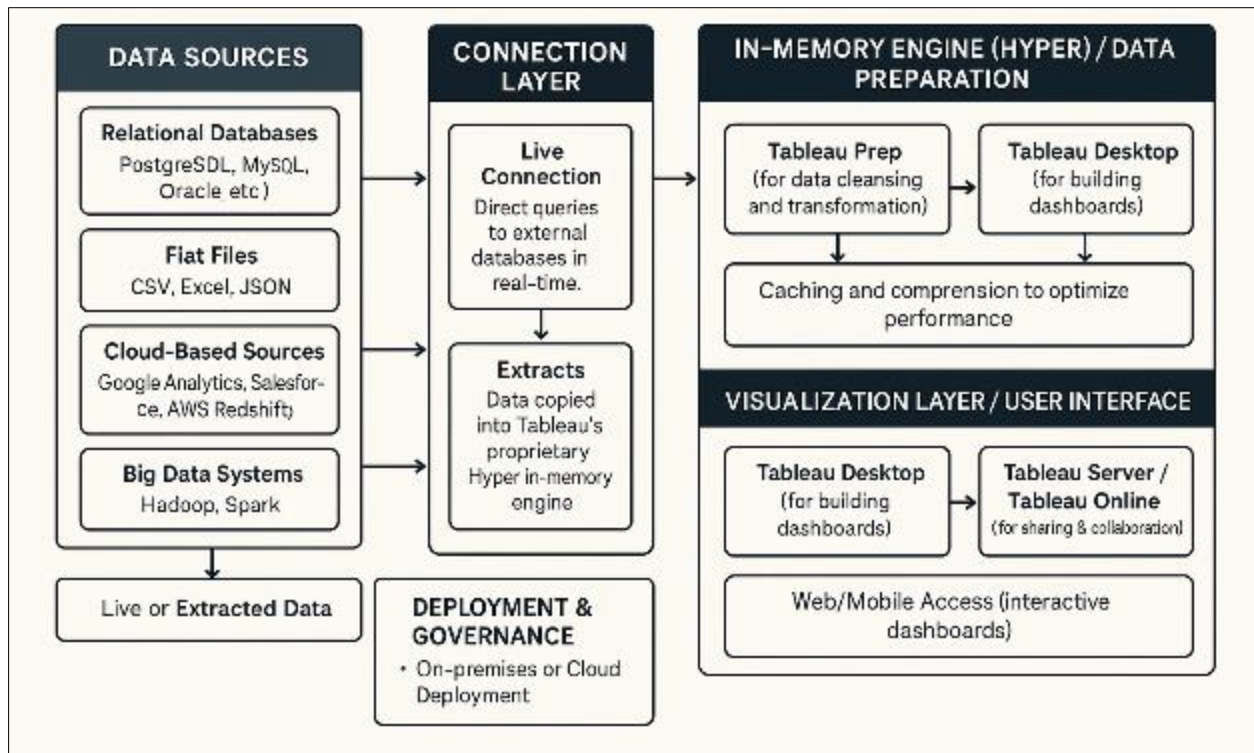 DATA SOURCES
Relational Databases
PostgreSDL, MySQL,
Oracle etc)
Fiat Files
CSV, Excel, JSON
Cloud-Based Sources
Google Analytics, Salesfor-
ce, AWS Redshift)
Big Data Systems
Hadoop, Spark
Live or Extracted Data
CONNECTION
LAYER
Live
Connection
Direct queries
to external
databases in
real-time.
Extracts
Data copied
into Tableau's
proprietary
Hyper in-memory
engine
DEPLOYMENT &
GOVERNANCE
• On-premises or Cloud
Deployment
IN-MEMORY ENGINE (HYPER) / DATA
PREPARATION
Tableau Prep
(for data cleansing
and transformation)
Tableau Desktop
(for building
dashboards)
Caching and comprension to optimize
performance
VISUALIZATION LAYER / USER INTERFACE
Tableau Desktop
(for building
dashboards)
Tableau Server /
Tableau Online
(for sharing & collaboration)
Web/Mobile Access (interactive
dashboards)